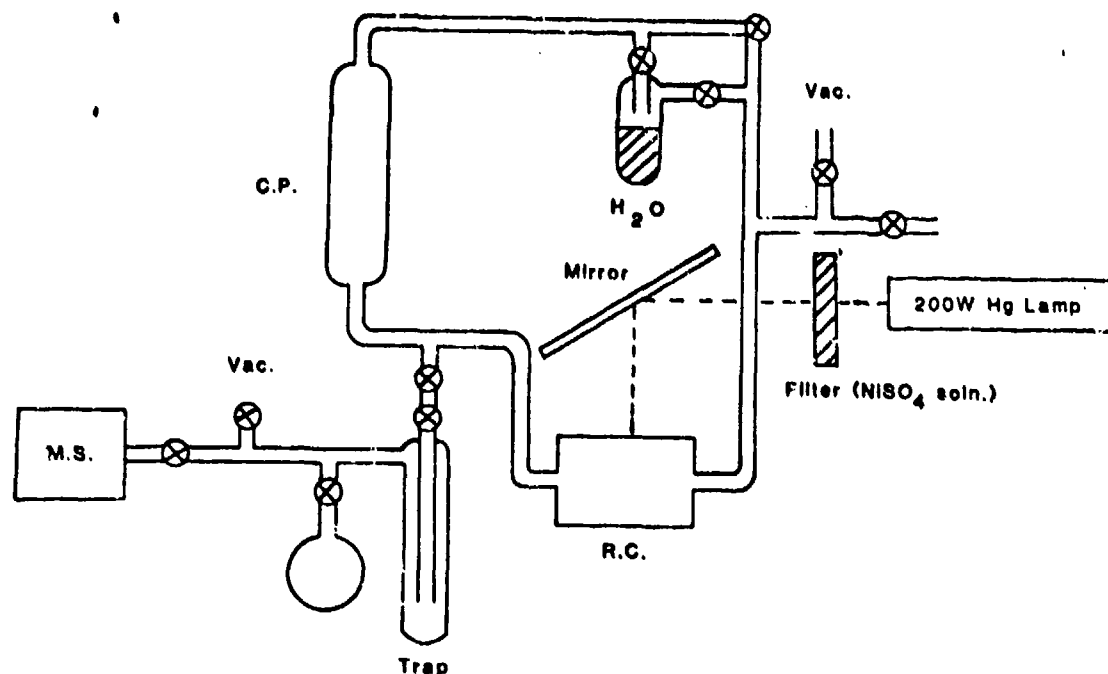 Vac.
C.P.
H2O
Mirror
200W Hg Lamp
Vac.
Filter (NiSO4 soln.)
M.S.
R.C.
Trap